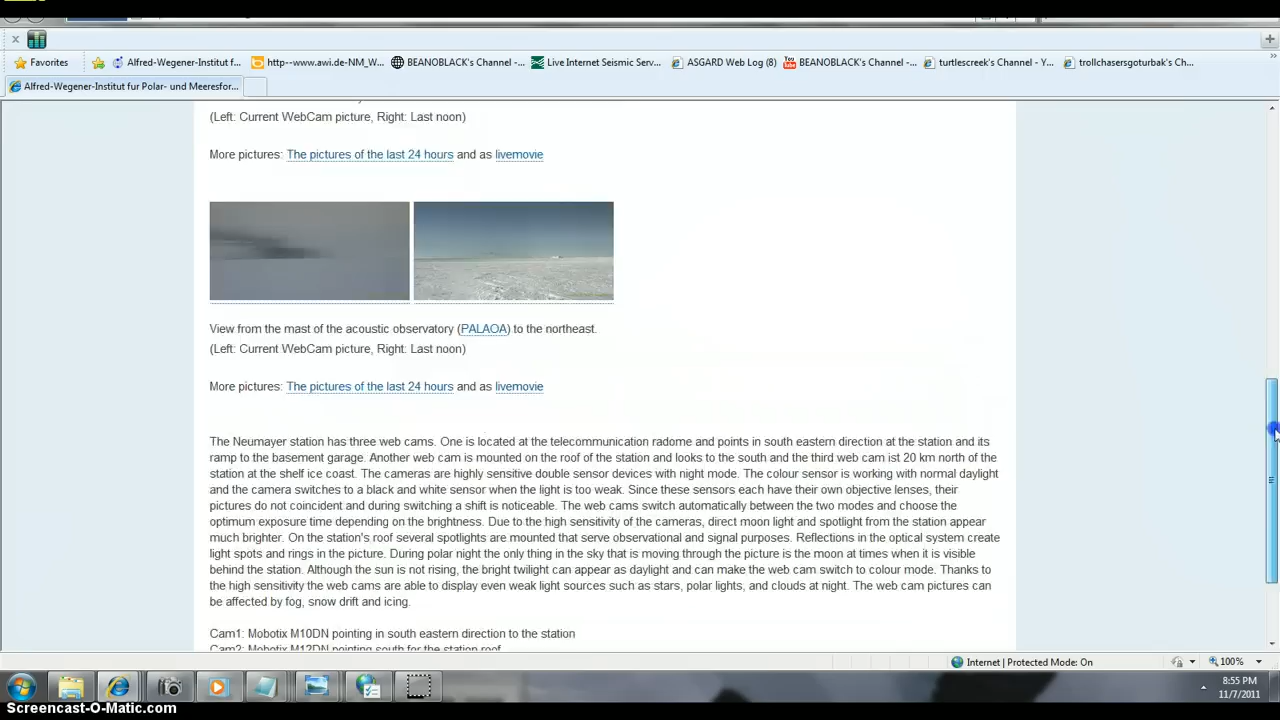 Favorites
Alfred-Wegener-Institut f...
http--www.awi.de-NM_W...
BEANOBLACK's Channel -...
Live Internet Seismic Serv...
ASGARD Web Log (8)
BEANOBLACK's Channel -...
turtlescreek's Channel - Y...
trollchasersgoturbak's Ch...
Alfred-Wegener-Institut fur Polar- und Meeresfor...
(Left: Current WebCam picture, Right: Last noon)
More pictures: The pictures of the last 24 hours and as livemovie
View from the mast of the acoustic observatory (PALAOA) to the northeast.
(Left: Current WebCam picture, Right: Last noon)
More pictures: The pictures of the last 24 hours and as livemovie
The Neumayer station has three web cams. One is located at the telecommunication radome and points in south eastern direction at the station and its
ramp to the basement garage. Another web cam is mounted on the roof of the station and looks to the south and the third web cam ist 20 km north of the
station at the shelf ice coast. The cameras are highly sensitive double sensor devices with night mode. The colour sensor is working with normal daylight
and the camera switches to a black and white sensor when the light is too weak. Since these sensors each have their own objective lenses, their
pictures do not coincident and during switching a shift is noticeable. The web cams switch automatically between the two modes and choose the
optimum exposure time depending on the brightness. Due to the high sensitivity of the cameras, direct moon light and spotlight from the station appear
much brighter. On the station's roof several spotlights are mounted that serve observational and signal purposes. Reflections in the optical system create
light spots and rings in the picture. During polar night the only thing in the sky that is moving through the picture is the moon at times when it is visible
behind the station. Although the sun is not rising, the bright twilight can appear as daylight and can make the web cam switch to colour mode. Thanks to
the high sensitivity the web cams are able to display even weak light sources such as stars, polar lights, and clouds at night. The web cam pictures can
be affected by fog, snow drift and icing.
Cam1: Mobotix M10DN pointing in south eastern direction to the station
Cam2: Mobotix M12DN pointing south for the station roof
Internet | Protected Mode: On
100%
8:55 PM
11/7/2011
Screencast-O-Matic.com